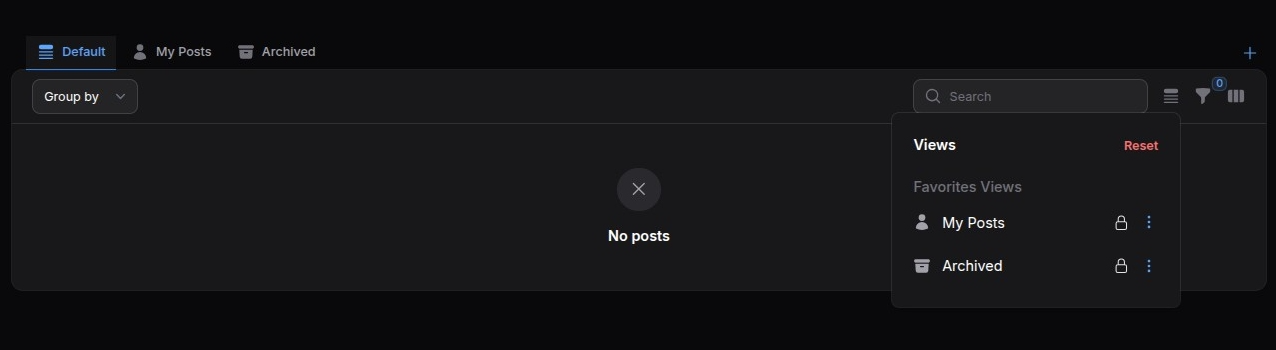 Default My Posts Archived
Group by Search 0
Views Reset
Favorites Views
My Posts
No posts
Archived